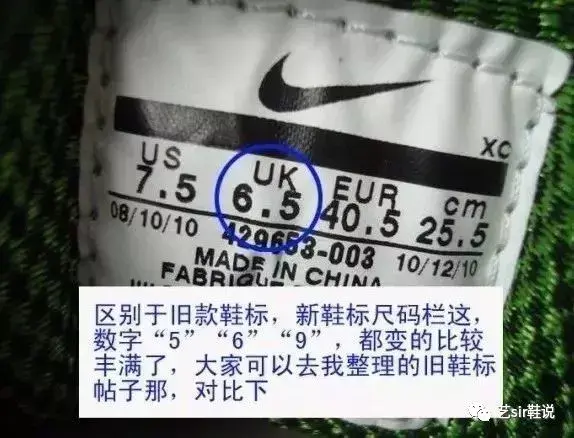 XC
US UK EUR cm
7.5 6.5 40.5 25.5
08/10/10 429653-003 10/12/10
MADE IN CHINA
区别于旧款鞋标，新鞋标尺码栏这，
数字“5”“6”“9”，都变的比较
丰满了，大家可以去我整理的旧鞋标
帖子那，对比下
艺sir鞋说